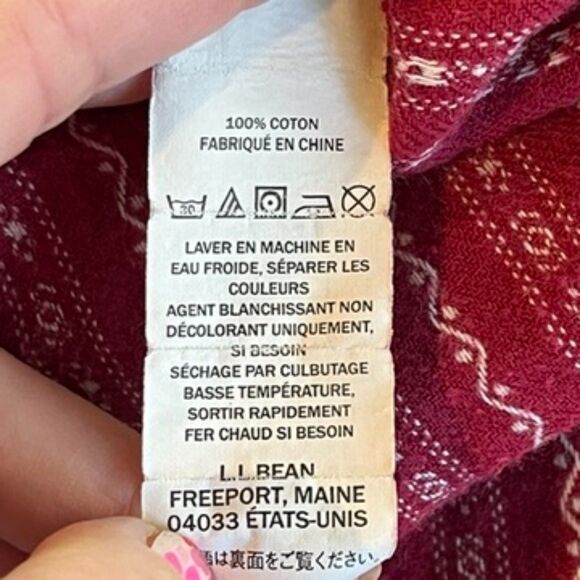 100% COTON
FABRIQUÉ EN CHINE
30
LAVER EN MACHINE EN
EAU FROIDE, SÉPARER LES
COULEURS
AGENT BLANCHISSANT NON
DÉCOLORANT UNIQUEMENT,
SI BESOIN
SÉCHAGE PAR CULBUTAGE
BASSE TEMPÉRATURE,
SORTIR RAPIDEMENT
FER CHAUD SI BESOIN
L.L.BEAN
FREEPORT, MAINE
04033 ÉTATS-UNIS
は裏面をご覧ください